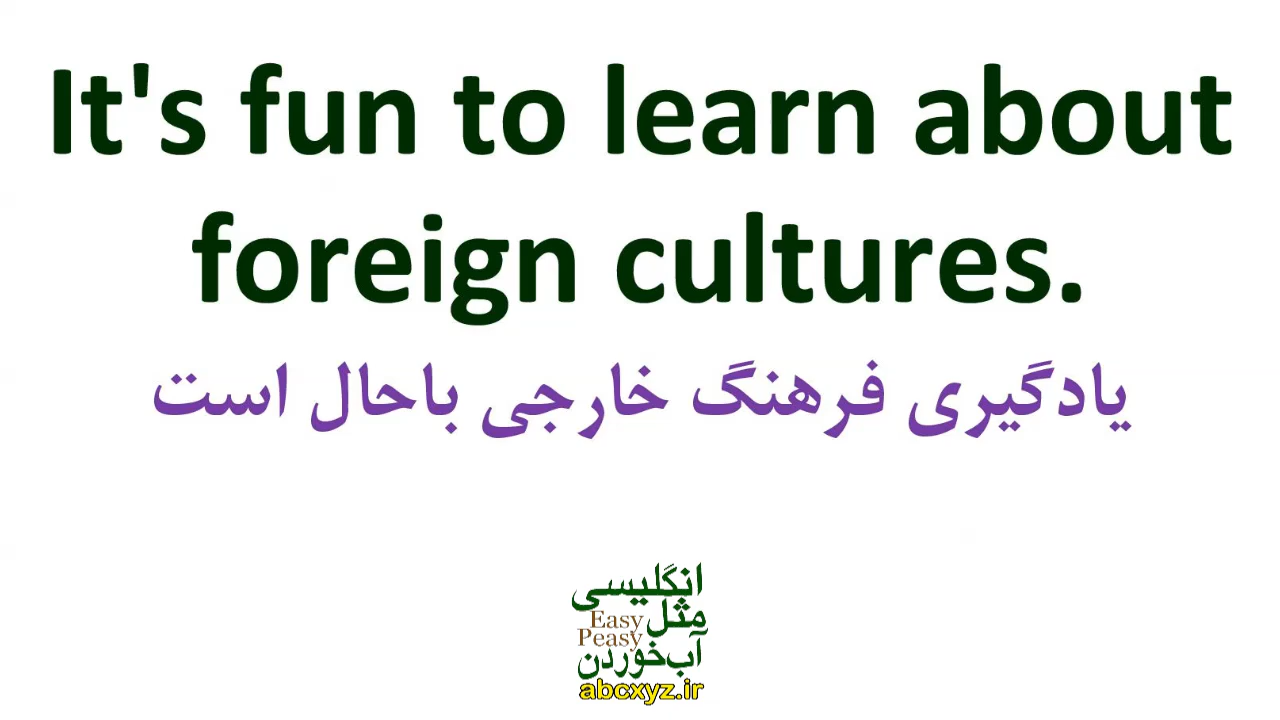 It's fun to learn about
foreign cultures.
یادگیری فرهنگ خارجی باحال است
انگلیسی
مثل
Easy
Peasy
آب‌خوردن
abcxyz.ir